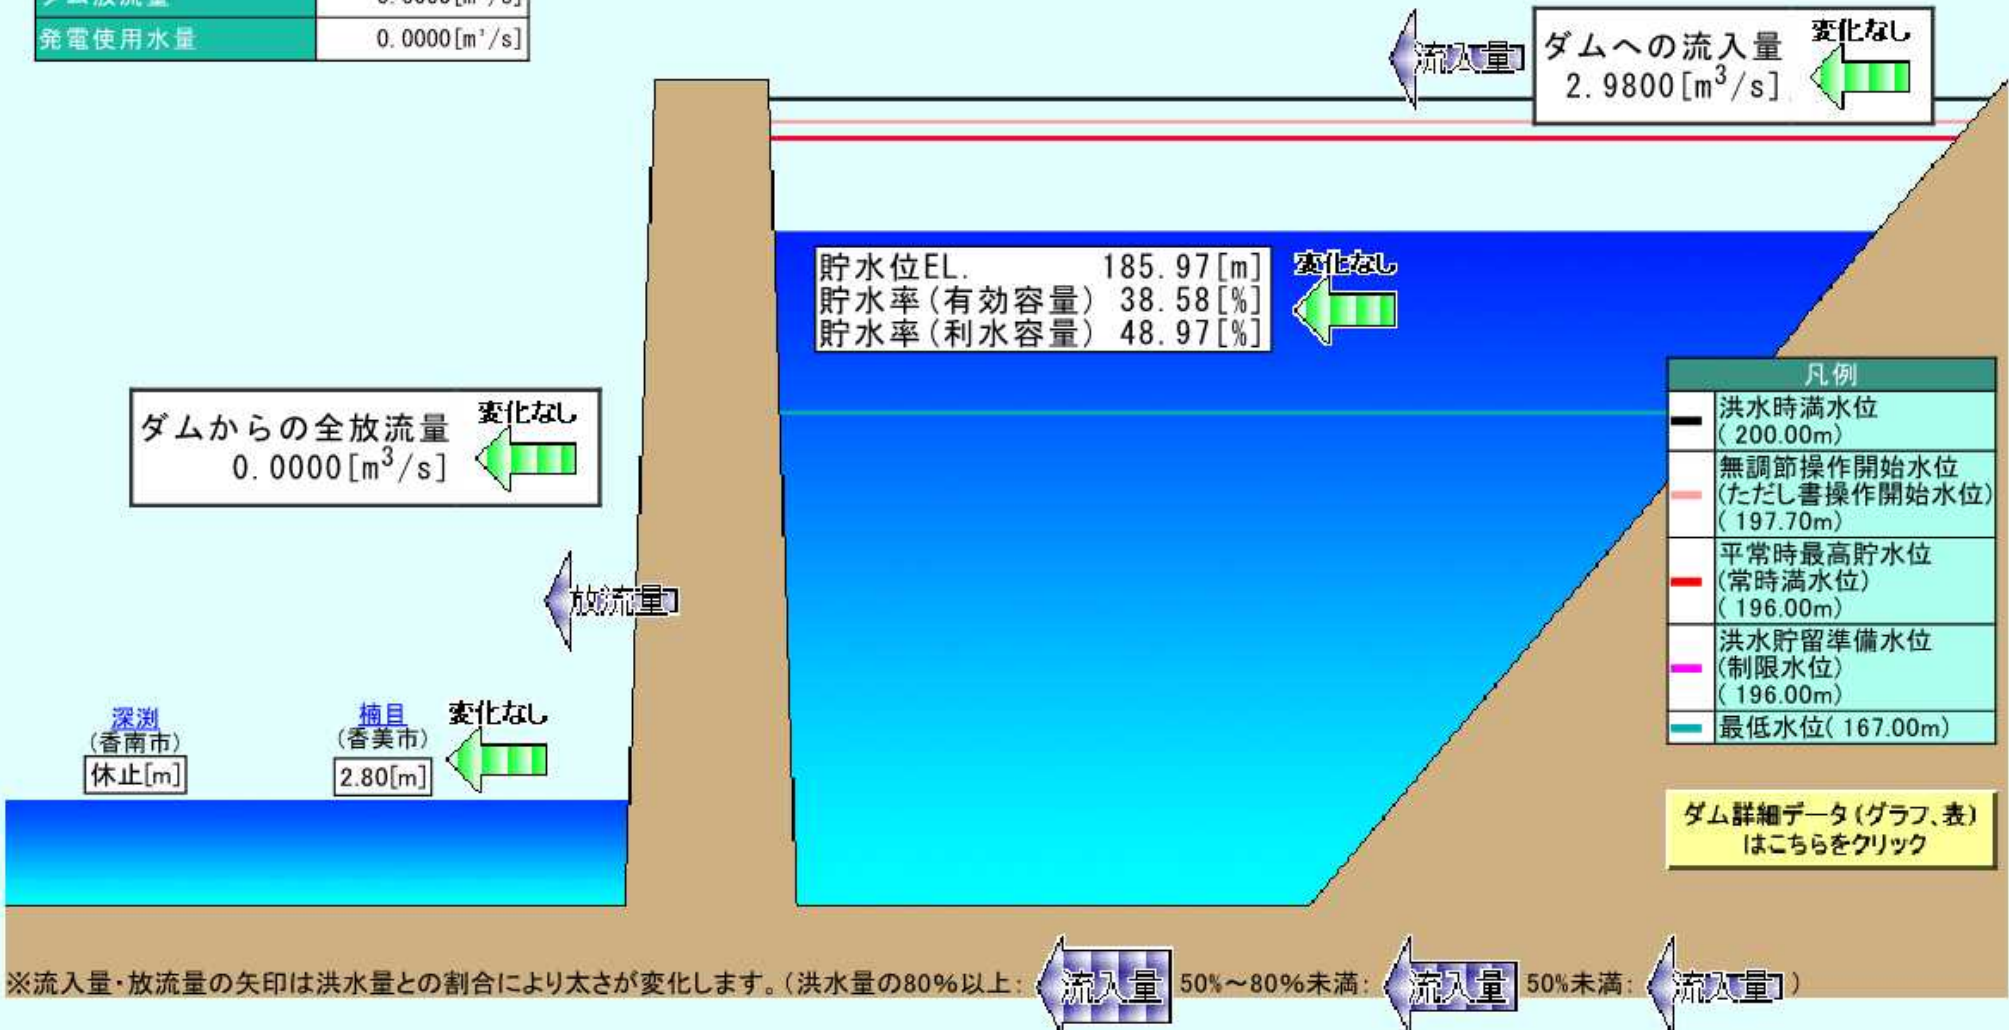 発電使用水量 0.0000[m³/s]
流入量
ダムへの流入量
変化なし
2.9800[m³/s]
貯水位EL. 185.97[m]
貯水率(有効容量) 38.58[%]
貯水率(利水容量) 48.97[%]
変化なし
ダムからの全放流量
変化なし
0.0000[m³/s]
放流量
凡例
洪水時満水位
( 200.00m)
無調節操作開始水位
(ただし書操作開始水位)
( 197.70m)
平常時最高貯水位
(常時満水位)
( 196.00m)
洪水貯留準備水位
(制限水位)
( 196.00m)
最低水位( 167.00m)
深渕
(香南市)
休止[m]
楠目
(香美市)
2.80[m]
変化なし
ダム詳細データ(グラフ、表)
はこちらをクリック
※流入量・放流量の矢印は洪水量との割合により太さが変化します。(洪水量の80%以上: 流入量 50%～80%未満: 流入量 50%未満: 流入量 )